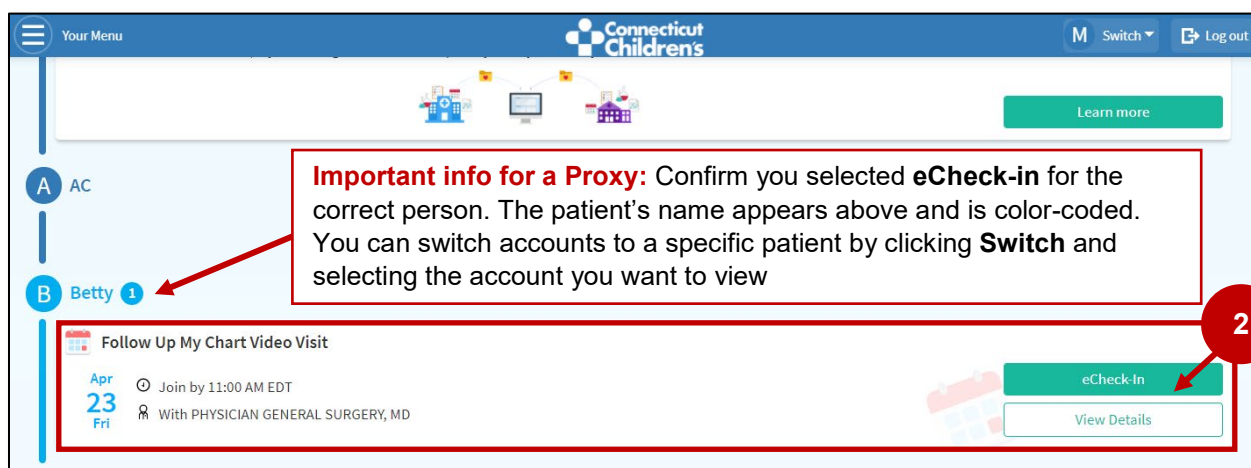 Your Menu
Connecticut
Children's
M Switch
Log out
Learn more
A AC
Important info for a Proxy: Confirm you selected eCheck-in for the
correct person. The patient's name appears above and is color-coded.
You can switch accounts to a specific patient by clicking Switch and
selecting the account you want to view
B Betty 1
2
Follow Up My Chart Video Visit
Apr
23
Fri
Join by 11:00 AM EDT
With PHYSICIAN GENERAL SURGERY, MD
eCheck-In
View Details